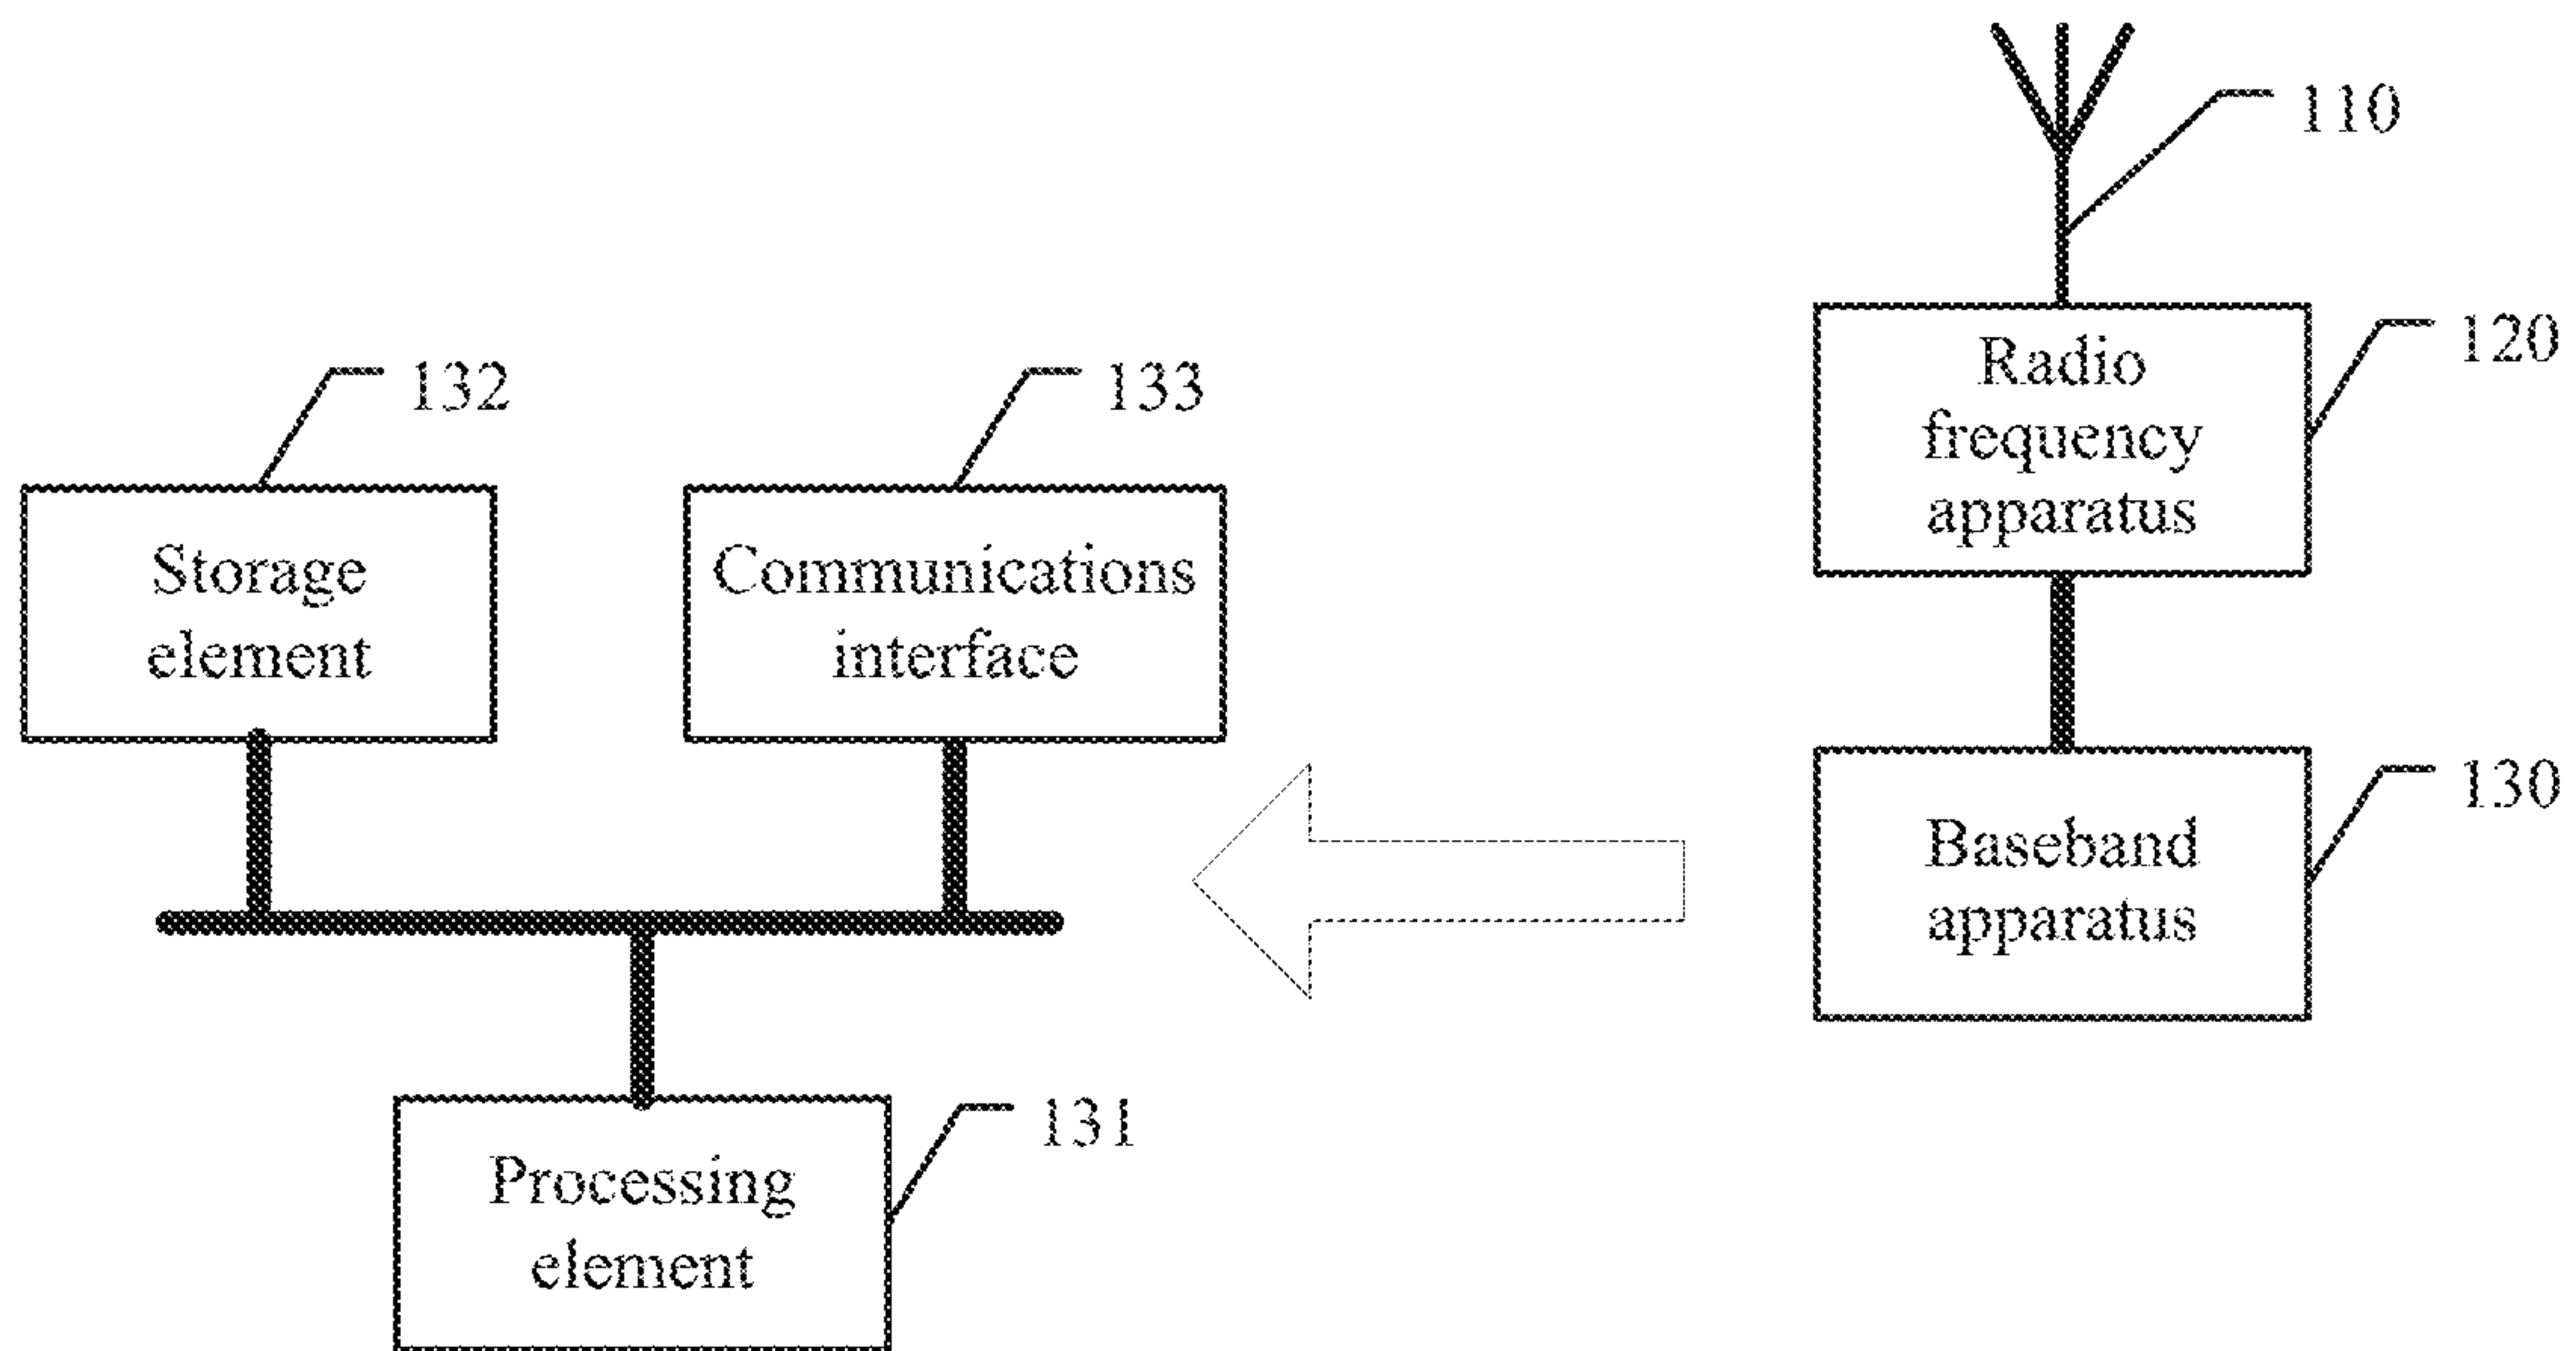 110
Radio
frequency
apparatus
120
132
Storage
element
133
Communications
interface
Baseband
apparatus
130
Processing
element
131